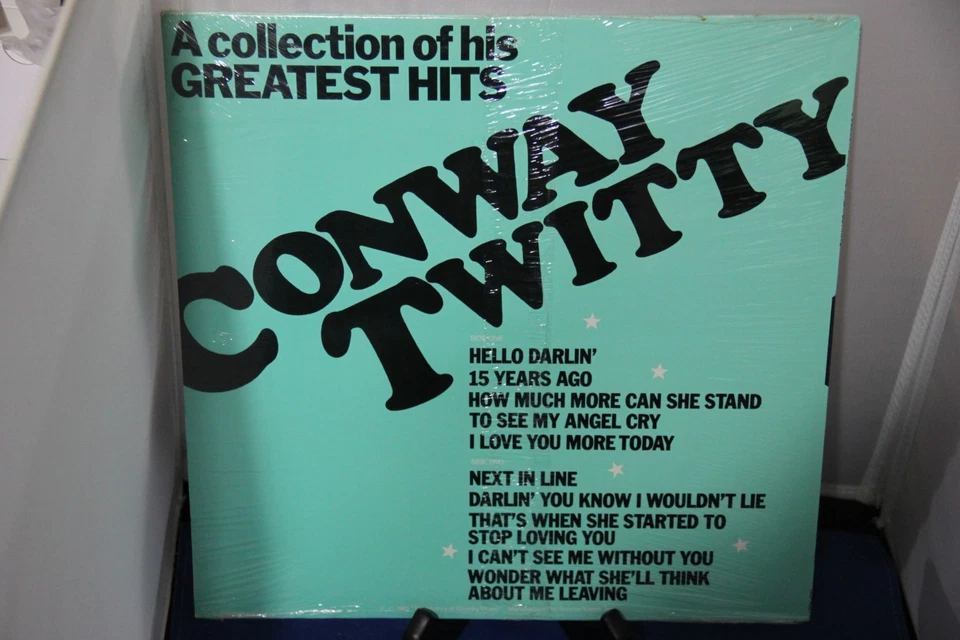 A collection of his
GREATEST HITS
CONWAY
TWITTY
HELLO DARLIN'
15 YEARS AGO
HOW MUCH MORE CAN SHE STAND
TO SEE MY ANGEL CRY
I LOVE YOU MORE TODAY
NEXT IN LINE
DARLIN' YOU KNOW I WOULDN'T LIE
THAT'S WHEN SHE STARTED TO
STOP LOVING YOU
I CAN'T SEE ME WITHOUT YOU
WONDER WHAT SHE'LL THINK
ABOUT ME LEAVING